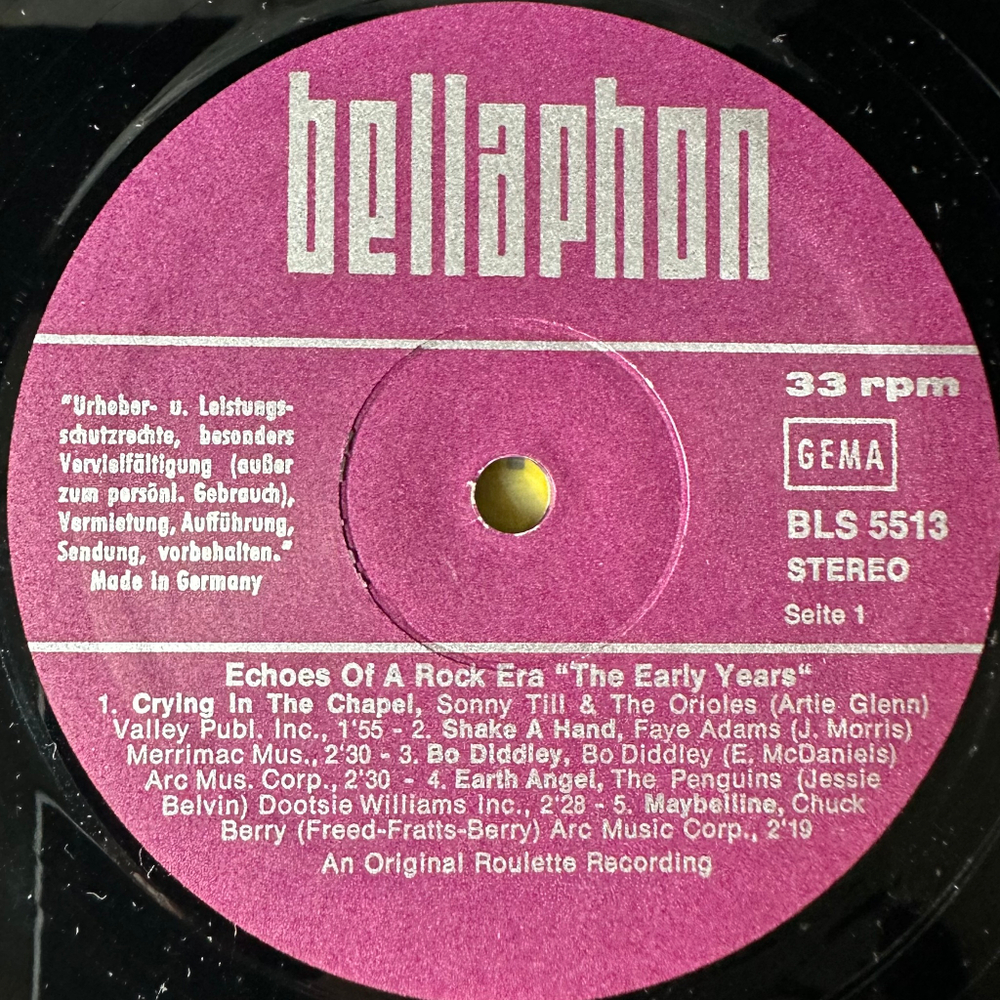 bellaphon
"Urheber- u. Leistungs-
schutzrechte, besonders
Vervielfältigung (außer
zum persönl. Gebrauch),
Vermietung, Aufführung,
Sendung, vorbehalten."
Made in Germany
33 rpm
GEMA
BLS 5513
STEREO
Seite 1
Echoes Of A Rock Era "The Early Years"
1. Crying In The Chapel, Sonny Till & The Orioles (Artie Glenn)
Valley Publ. Inc., 1'55 - 2. Shake A Hand, Faye Adams (J. Morris)
Merrimac Mus., 2'30 - 3. Bo Diddley, Bo Diddley (E. McDaniels)
Arc Mus. Corp., 2'30 - 4. Earth Angel, The Penguins (Jessie
Belvin) Dootsie Williams Inc., 2'28 - 5. Maybelline, Chuck
Berry (Freed-Fratts-Berry) Arc Music Corp., 2'19
An Original Roulette Recording